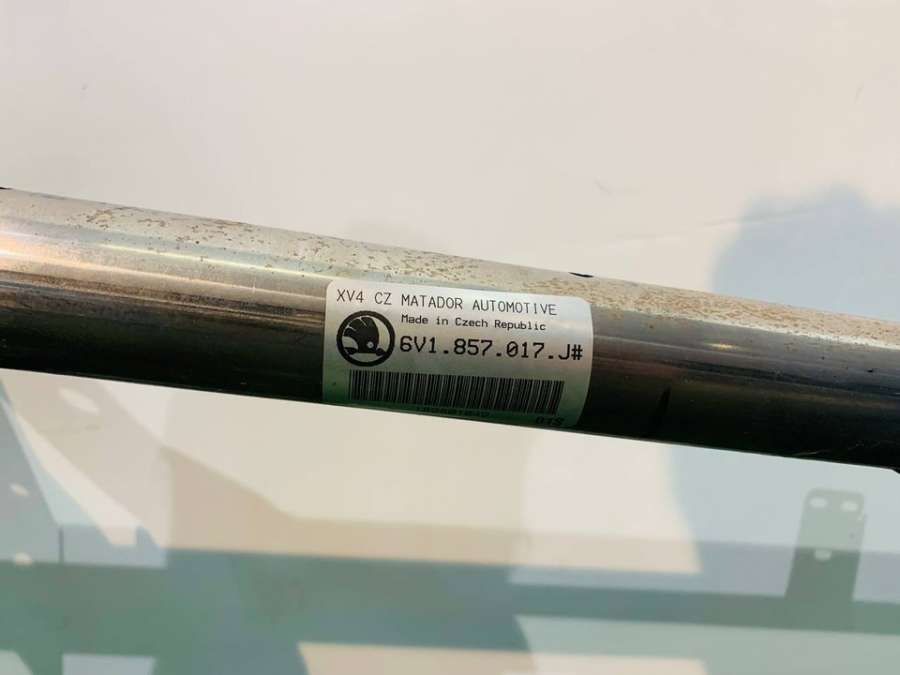 XV4 CZ MATADOR AUTOMOTIVE
Made in Czech Republic
6V1.857.017.J#